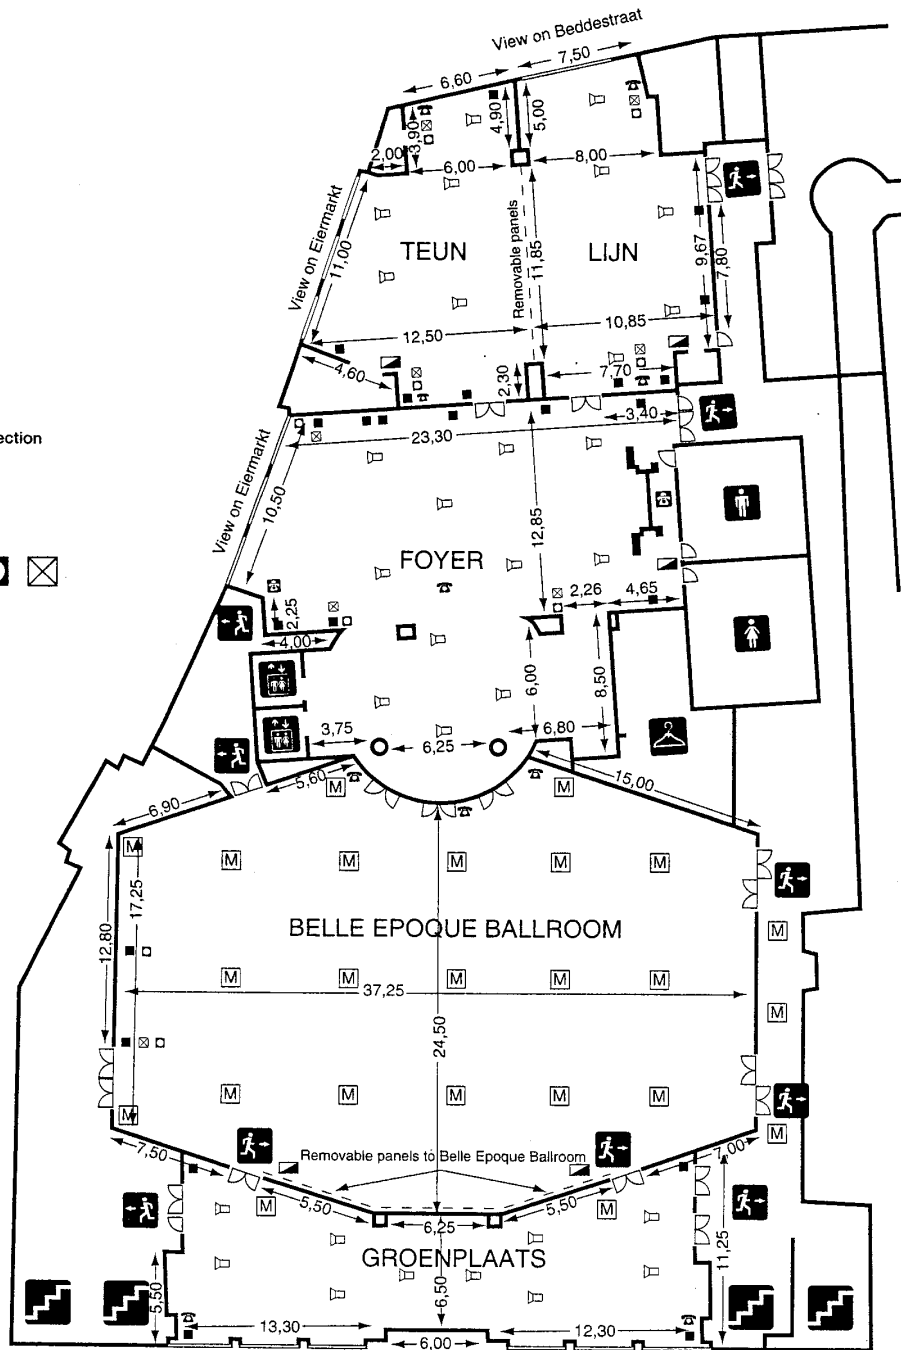 View on Beddestraat
6,60
7,50
3,90
4,90
5,00
2,00
6,00
8,00
View on Eiermarkt
11,00
TEUN
Removable panels
11,85
LIJN
9,67
7,80
12,50
10,85
4,60
2,30
7,70
3,40
ection
23,30
View on Eiermarkt
10,50
12,85
FOYER
2,25
2,26
4,65
4,00
6,00
8,50
3,75
6,25
6,80
5,60
M
M
15,00
6,90
M
M
M
M
M
M
12,80
17,25
BELLE EPOQUE BALLROOM
M
M
M
M
M
M
37,25
M
24,50
M
M
M
M
M
M
M
7,50
Removable panels to Belle Epoque Ballroom
7,00
M
5,50
6,25
5,50
M
GROENPLAATS
11,25
5,50
6,50
13,30
6,00
12,30